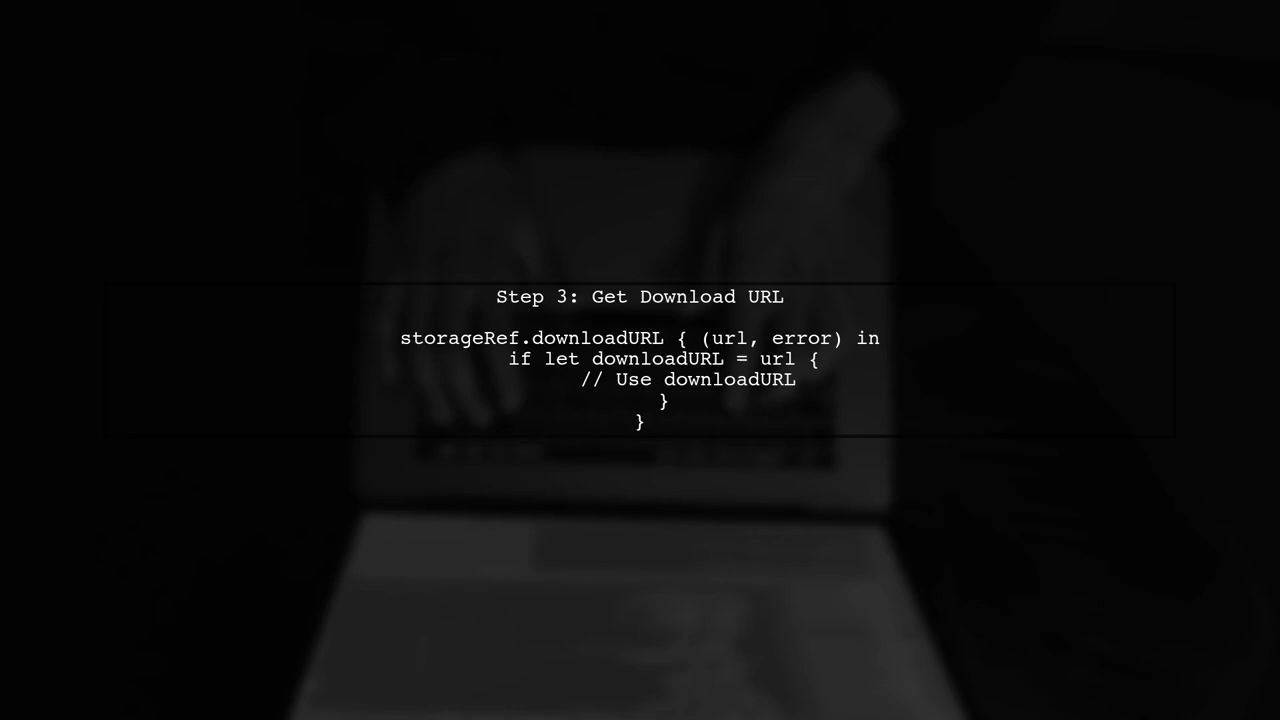 Step 3: Get Download URL
storageRef.downloadURL { (url, error) in
if let downloadURL = url {
// Use downloadURL
}
}